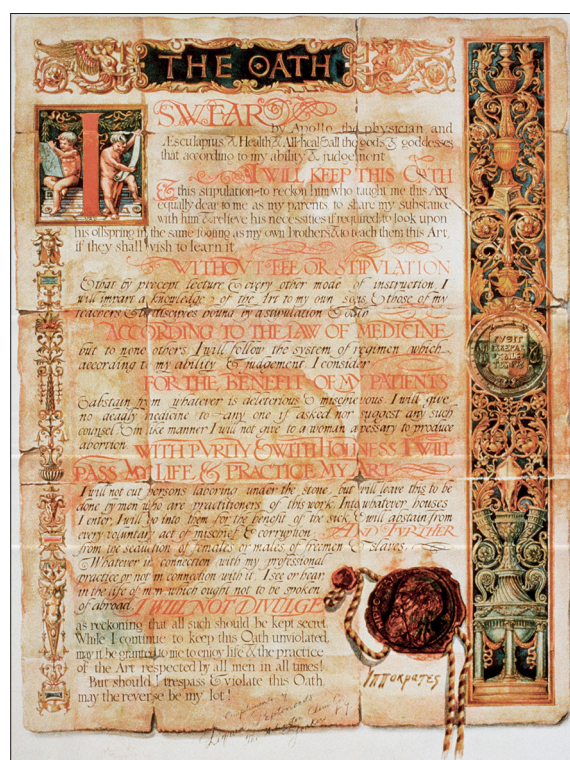 THE OATH
I SWEAR
by Apollo the physician and
Æsculapius & Health & All-heal & all the gods & goddesses
that according to my ability & judgement
I WILL KEEP THIS OATH
& this stipulation-to reckon him who taught me this Art
equally dear to me as my parents, to share my substance
with him & relieve his necessities if required: to look upon
his offspring in the same footing as my own brothers & to teach them this Art,
if they shall wish to learn it
WITHOVT FEE OR STIPVLATION
& that by precept lecture & every other mode of instruction, I
will impart a knowledge of the Art to my own sons & those of my
teachers & to disciples bound by a stipulation & oath
ACCORDING TO THE LAW OF MEDICINE
but to none others I will follow the system of regimen which
according to my ability & judgement I consider
FOR THE BENEFIT OF MY PATIENTS
& abstain from whatever is deleterious & mischievous I will give
no deadly medicine to any one if asked nor suggest any such
counsel & in like manner I will not give to a woman a pessary to produce
abortion WITH PVRITY & WITH HOLINESS I WILL
PASS MY LIFE & PRACTICE MY ART
I will not cut persons laboring under the stone, but will leave this to be
done by men who are practitioners of this work Into whatever houses
I enter, I will go into them for the benefit of the sick & will abstain from
every voluntary act of mischief & corruption AND FVRTHER
from the seduction of females or males of freemen & slaves.
Whatever in connection with my professional
practice or not in connection with it, I see or hear
in the life of men which ought not to be spoken
of abroad, I WILL NOT DIVULGE
as reckoning that all such should be kept secret
While I continue to keep this Oath unviolated,
may it be granted to me to enjoy life & the practice
of the Art respected by all men in all times!
But should I trespass & violate this Oath
may the reverse be my lot!
Ιπποκρατες